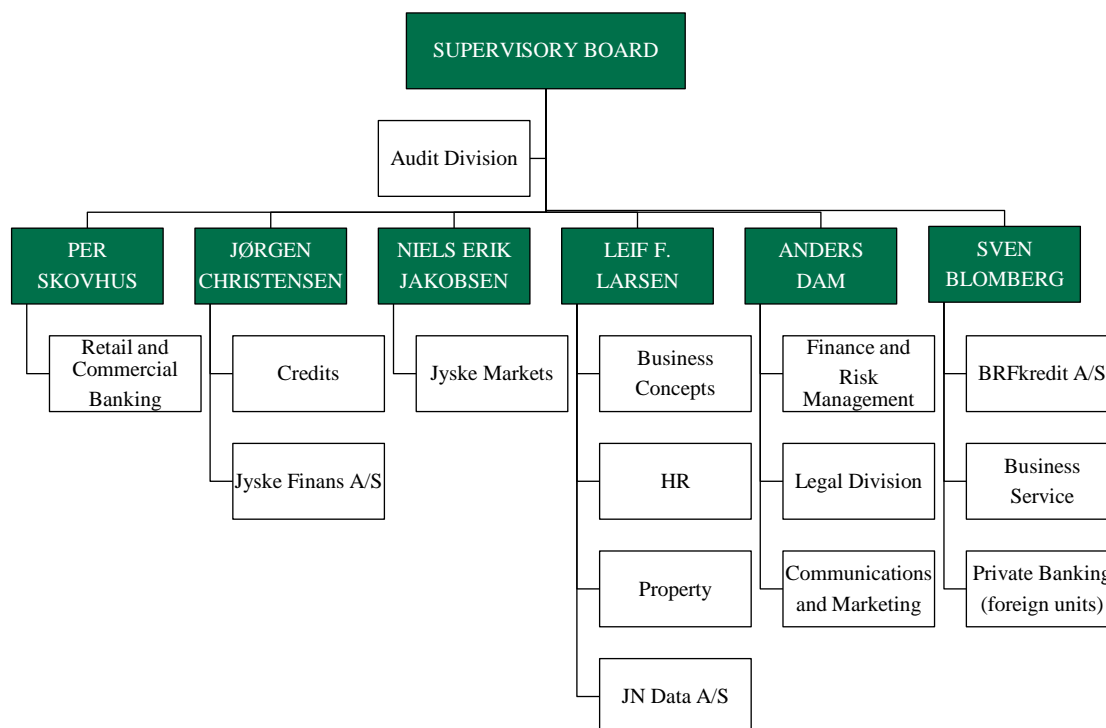 SUPERVISORY BOARD
Audit Division
PER
SKOVHUS
JØRGEN
CHRISTENSEN
NIELS ERIK
JAKOBSEN
LEIF F.
LARSEN
ANDERS
DAM
SVEN
BLOMBERG
Retail and
Commercial
Banking
Credits
Jyske Markets
Business
Concepts
Finance and
Risk
Management
BRFkredit A/S
Jyske Finans A/S
HR
Legal Division
Business
Service
Property
Communications
and Marketing
Private Banking
(foreign units)
JN Data A/S